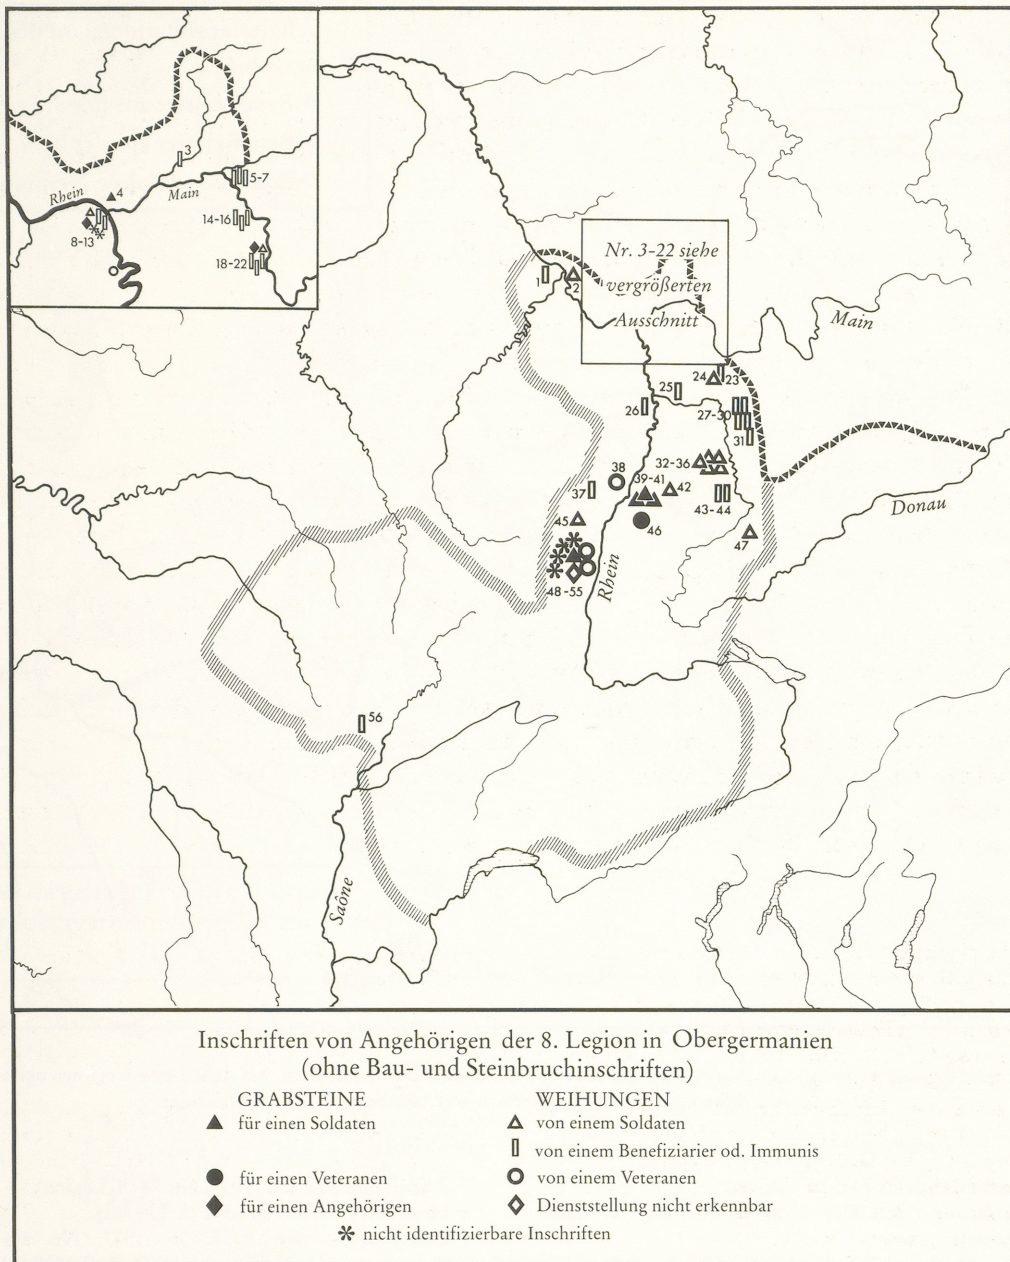 3
Rhein
4
Main
5-7
14-16
8-13
18-22
Nr. 3-22 siehe
vergrößerten
Ausschnitt
1
2
Main
24
23
25
26
27-30
31
32-36
38
39-41
37
42
43-44
45
46
47
Donau
Rhein
48-55
56
Saône
Inschriften von Angehörigen der 8. Legion in Obergermanien
(ohne Bau- und Steinbruchinschriften)
GRABSTEINE
für einen Soldaten
für einen Veteranen
für einen Angehörigen
WEIHUNGEN
von einem Soldaten
von einem Benefiziarier od. Immunis
von einem Veteranen
Dienststellung nicht erkennbar
nicht identifizierbare Inschriften